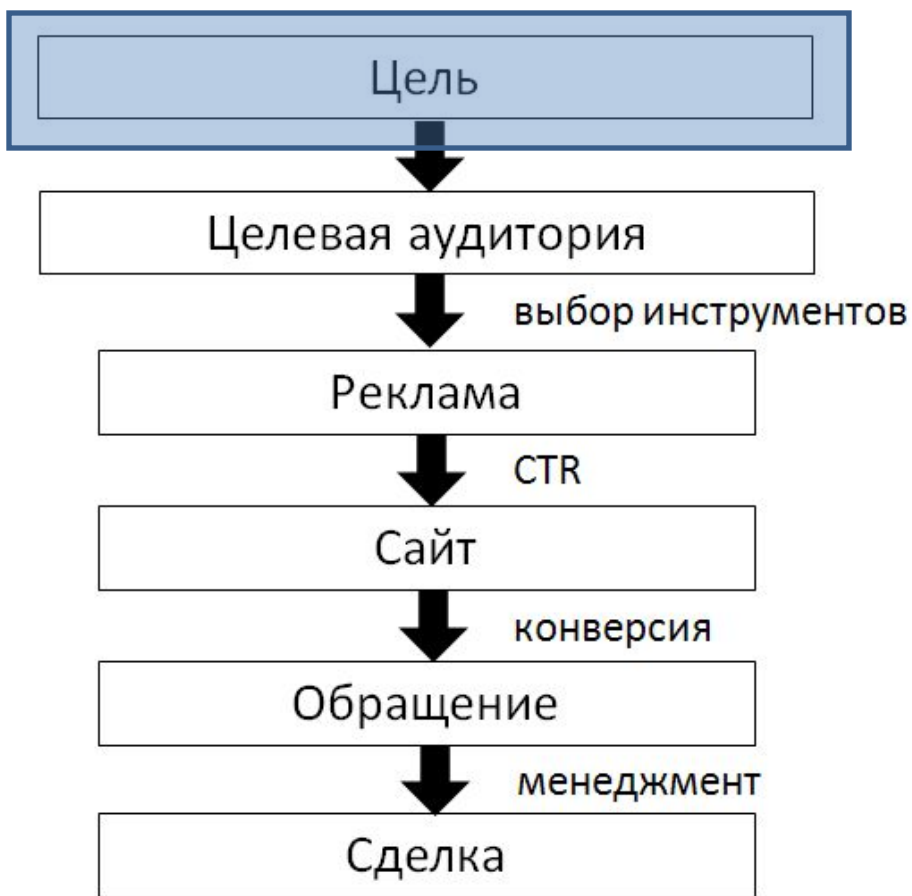 Цель
Целевая аудитория
выбор инструментов
Реклама
CTR
Сайт
конверсия
Обращение
менеджмент
Сделка